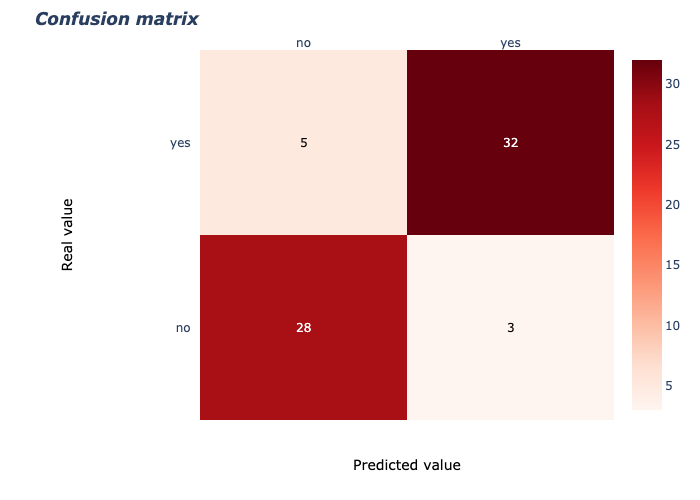 Confusion matrix
no yes
yes 5 32
no 28 3
30
25
20
15
10
5
Real value
Predicted value